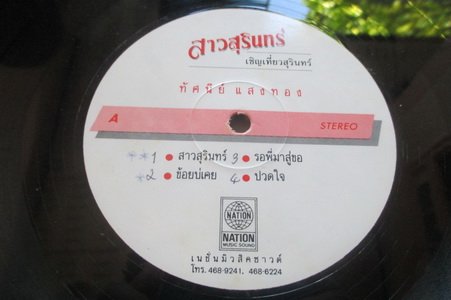 สาวสุรินทร์
เชิญเที่ยวสุรินทร์
ทัศนีย์ แสงทอง
A STEREO
**1 ● สาวสุรินทร์ 3 ● รอพี่มาสู่ขอ
*2 ● ข้อยบ่เคย 4 ● ปวดใจ
NATION
NATION
MUSIC SOUND
เนชั่นมิวสิคซาวด์
โทร. 468-9241, 468-6224